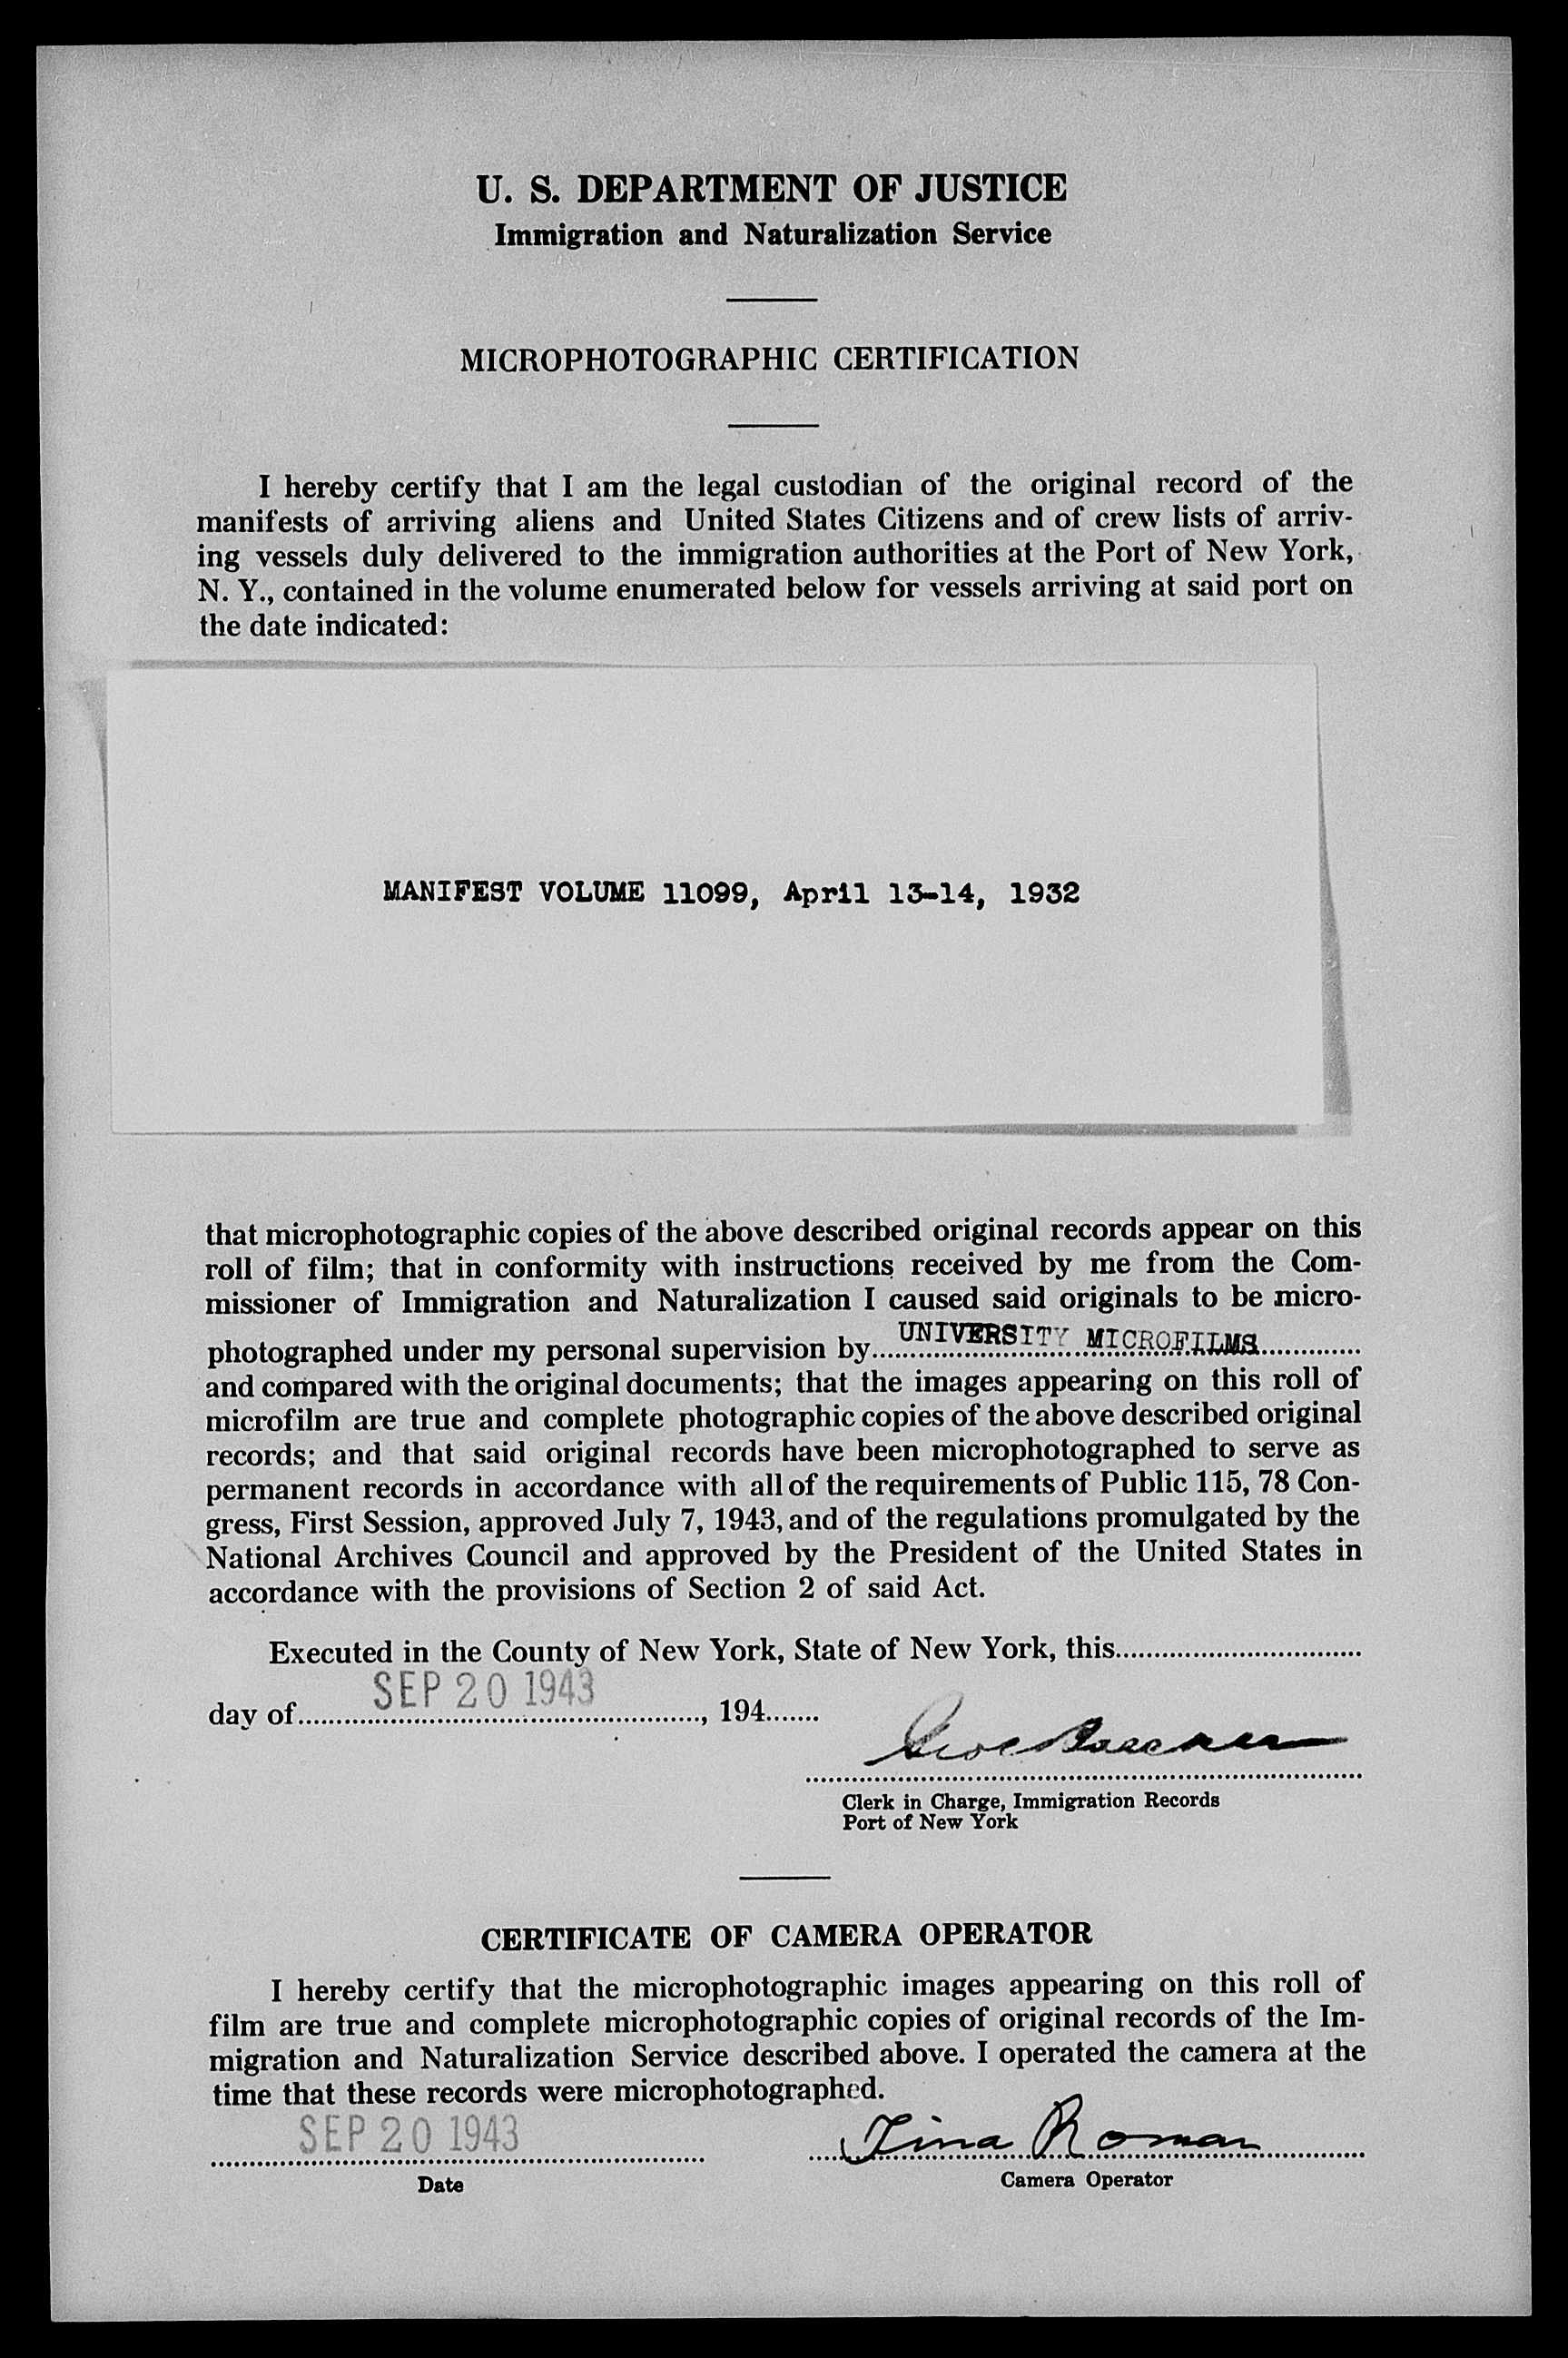 U. S. DEPARTMENT OF JUSTICE
Immigration and Naturalization Service
MICROPHOTOGRAPHIC CERTIFICATION
I hereby certify that I am the legal custodian of the original record of the
manifests of arriving aliens and United States Citizens and of crew lists of arriv-
ing vessels duly delivered to the immigration authorities at the Port of New York,
N. Y., contained in the volume enumerated below for vessels arriving at said port on
the date indicated:
MANIFEST VOLUME 11099, April 13-14, 1932
that microphotographic copies of the above described original records appear on this
roll of film; that in conformity with instructions received by me from the Com-
missioner of Immigration and Naturalization I caused said originals to be micro-
photographed under my personal supervision by UNIVERSITY MICROFILMS
and compared with the original documents; that the images appearing on this roll of
microfilm are true and complete photographic copies of the above described original
records; and that said original records have been microphotographed to serve as
permanent records in accordance with all of the requirements of Public 115, 78 Con-
gress, First Session, approved July 7, 1943, and of the regulations promulgated by the
National Archives Council and approved by the President of the United States in
accordance with the provisions of Section 2 of said Act.
Executed in the County of New York, State of New York, this
day of SEP 20 1943, 194
Clerk in Charge, Immigration Records
Port of New York
CERTIFICATE OF CAMERA OPERATOR
I hereby certify that the microphotographic images appearing on this roll of
film are true and complete microphotographic copies of original records of the Im-
migration and Naturalization Service described above. I operated the camera at the
time that these records were microphotographed.
SEP 20 1943 Tina Roman
Date Camera Operator